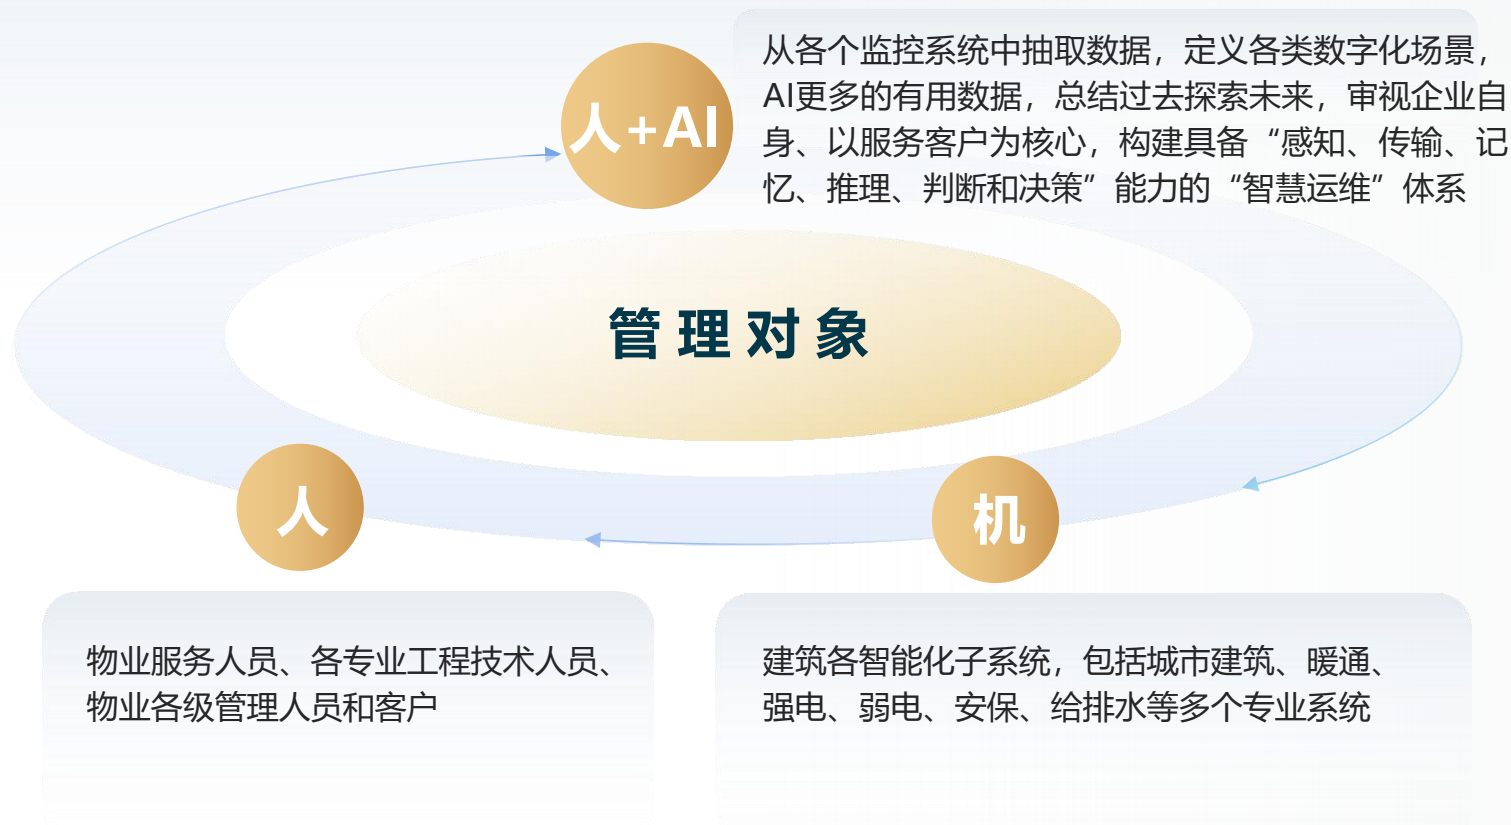 人+AI
从各个监控系统中抽取数据，定义各类数字化场景，
AI更多的有用数据，总结过去探索未来，审视企业自
身、以服务客户为核心，构建具备“感知、传输、记
忆、推理、判断和决策”能力的“智慧运维”体系
管理对象
人
机
物业服务人员、各专业工程技术人员、
物业各级管理人员和客户
建筑各智能化子系统，包括城市建筑、暖通、
强电、弱电、安保、给排水等多个专业系统